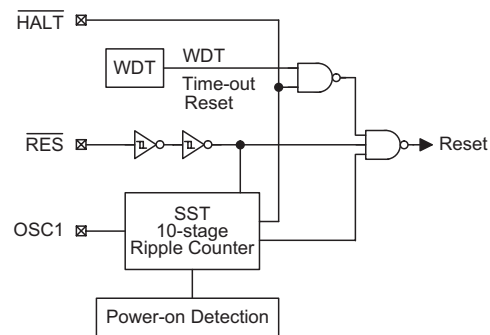 HALT
WDT
WDT
Time-out
Reset
RES
Reset
OSC1
SST
10-stage
Ripple Counter
Power-on Detection